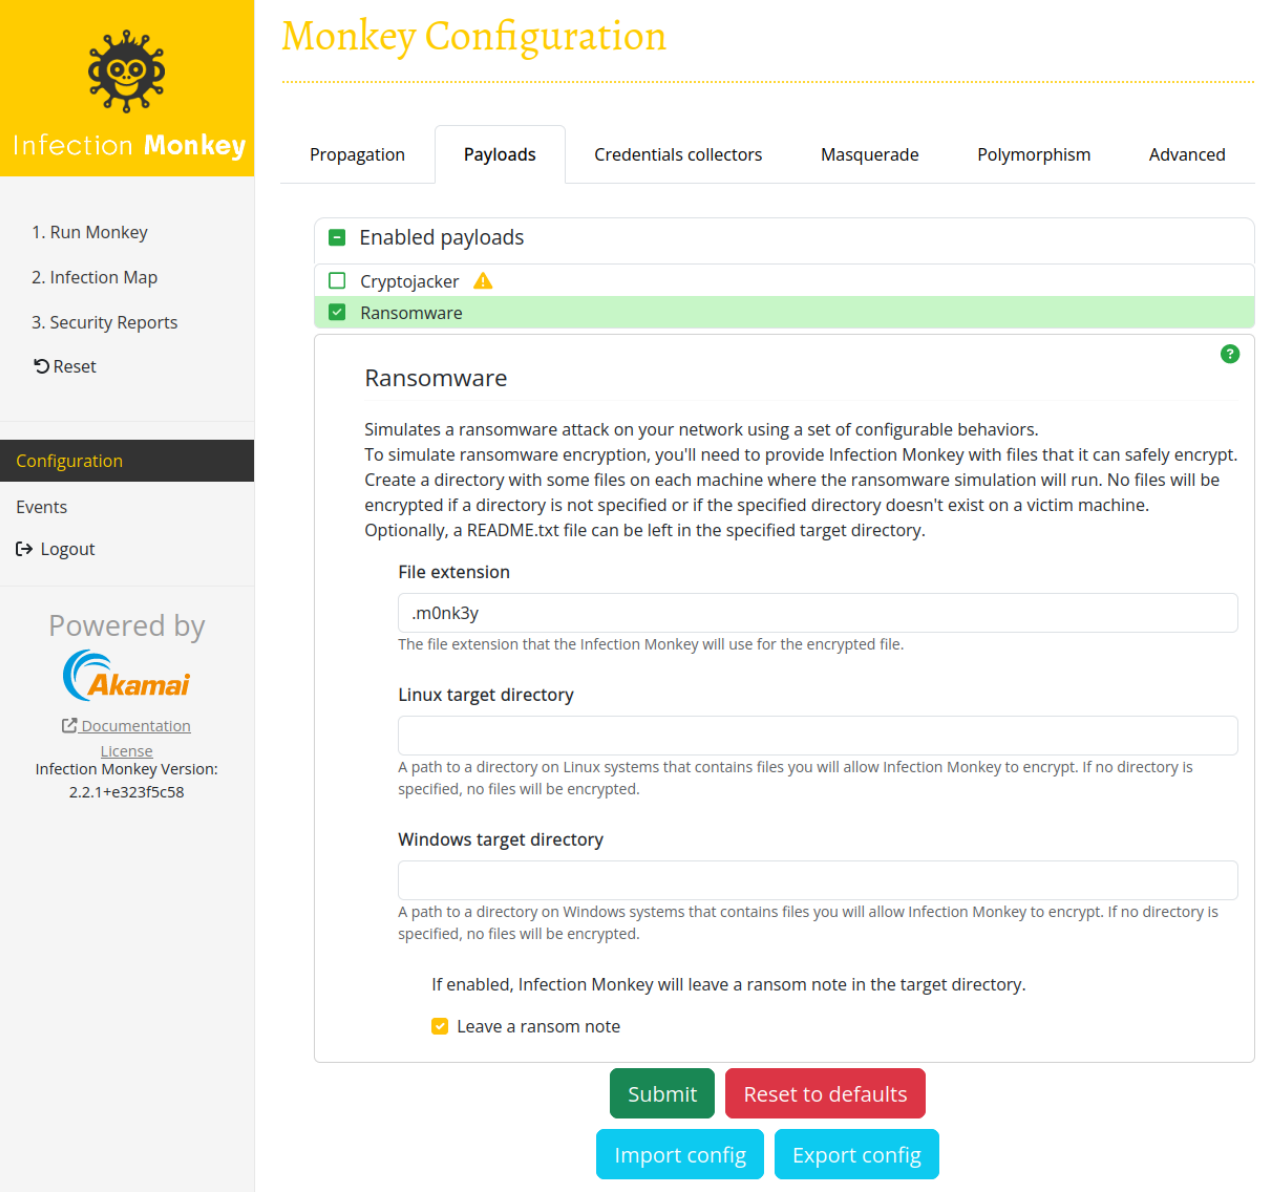 Infection Monkey
1. Run Monkey
2. Infection Map
3. Security Reports
Reset
Configuration
Events
Logout
Powered by
Akamai
Documentation
License
Infection Monkey Version:
2.2.1+e323f5c58
Monkey Configuration
Propagation
Payloads
Credentials collectors
Masquerade
Polymorphism
Advanced
Enabled payloads
Cryptojacker
Ransomware
Ransomware
Simulates a ransomware attack on your network using a set of configurable behaviors.
To simulate ransomware encryption, you'll need to provide Infection Monkey with files that it can safely encrypt.
Create a directory with some files on each machine where the ransomware simulation will run. No files will be
encrypted if a directory is not specified or if the specified directory doesn't exist on a victim machine.
Optionally, a README.txt file can be left in the specified target directory.
File extension
.m0nk3y
The file extension that the Infection Monkey will use for the encrypted file.
Linux target directory
A path to a directory on Linux systems that contains files you will allow Infection Monkey to encrypt. If no directory is
specified, no files will be encrypted.
Windows target directory
A path to a directory on Windows systems that contains files you will allow Infection Monkey to encrypt. If no directory is
specified, no files will be encrypted.
If enabled, Infection Monkey will leave a ransom note in the target directory.
Leave a ransom note
Submit
Reset to defaults
Import config
Export config